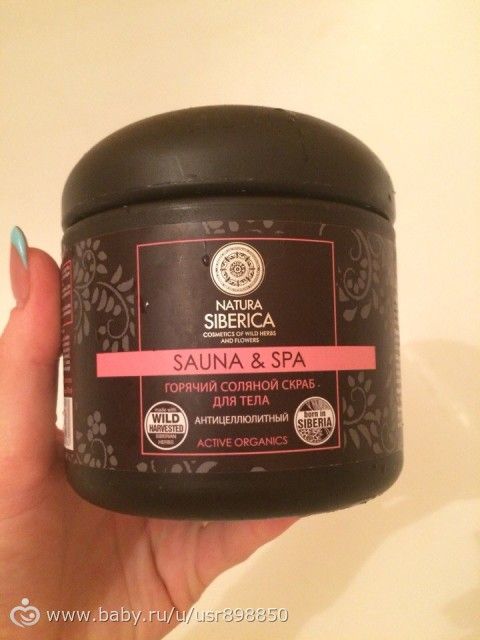 NATURA
SIBERICA
COSMETICS OF WILD HERBS
AND FLOWERS
SAUNA & SPA
ГОРЯЧИЙ СОЛЯНОЙ СКРАБ
ДЛЯ ТЕЛА
АНТИЦЕЛЛЮЛИТНЫЙ
made with
WILD
HARVESTED
SIBERIAN
HERBS
born in
SIBERIA
ACTIVE ORGANICS
www.baby.ru/u/usr898850